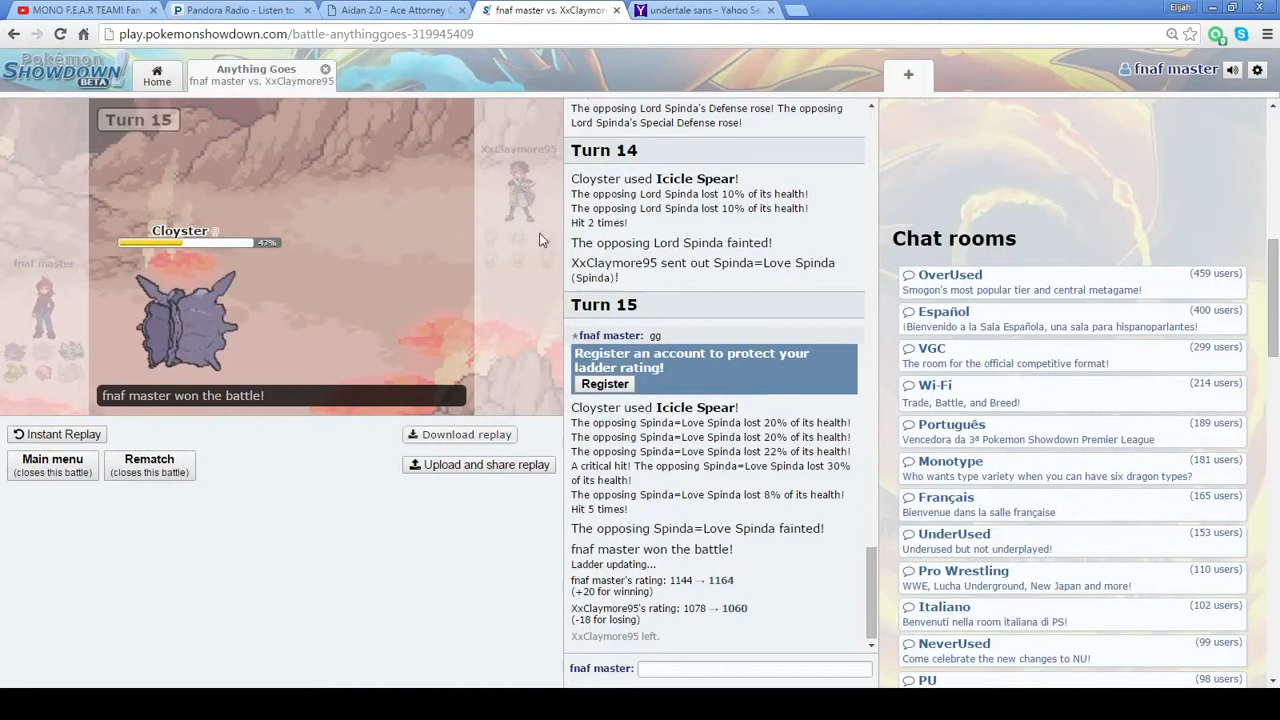 MONO F.E.A.R TEAM! Fan
Pandora Radio - Listen to
Aidan 2.0 - Ace Attorney C
fnaf master vs. XxClaymore
undertale sans - Yahoo Se
Elijah
play.pokemonshowdown.com/battle-anythinggoes-319945409
Pokémon
SHOWDOWN!
BETA
Home
Anything Goes
fnaf master vs. XxClaymore95
+
fnaf master
Turn 15
XxClaymore95
Cloyster
47%
fnaf master
fnaf master won the battle!
Instant Replay
Download replay
Main menu
(closes this battle)
Rematch
(closes this battle)
Upload and share replay
The opposing Lord Spinda's Defense rose! The opposing
Lord Spinda's Special Defense rose!
Turn 14
Cloyster used Icicle Spear!
The opposing Lord Spinda lost 10% of its health!
The opposing Lord Spinda lost 10% of its health!
Hit 2 times!
The opposing Lord Spinda fainted!
XxClaymore95 sent out Spinda=Love Spinda
(Spinda)!
Turn 15
★fnaf master: gg
Register an account to protect your
ladder rating!
Register
Cloyster used Icicle Spear!
The opposing Spinda=Love Spinda lost 20% of its health!
The opposing Spinda=Love Spinda lost 20% of its health!
The opposing Spinda=Love Spinda lost 22% of its health!
A critical hit! The opposing Spinda=Love Spinda lost 30%
of its health!
The opposing Spinda=Love Spinda lost 8% of its health!
Hit 5 times!
The opposing Spinda=Love Spinda fainted!
fnaf master won the battle!
Ladder updating...
fnaf master's rating: 1144 → 1164
(+20 for winning)
XxClaymore95's rating: 1078 → 1060
(-18 for losing)
XxClaymore95 left.
fnaf master:
Chat rooms
OverUsed (459 users)
Smogon's most popular tier and central metagame!
Español (400 users)
¡Bienvenido a la Sala Española, una sala para hispanoparlantes!
VGC (299 users)
The room for the official competitive format!
Wi-Fi (214 users)
Trade, Battle, and Breed!
Português (189 users)
Vencedora da 3ª Pokemon Showdown Premier League
Monotype (181 users)
Who wants type variety when you can have six dragon types?
Français (165 users)
Bienvenue dans la salle française
UnderUsed (153 users)
Underused but not underplayed!
Pro Wrestling (110 users)
WWE, Lucha Underground, New Japan and more!
Italiano (102 users)
Benvenuti nella room italiana di PS!
NeverUsed (99 users)
Come celebrate the new changes to NU!
PU (98 users)